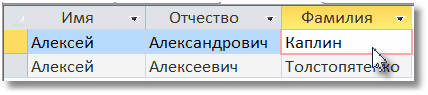 Имя Отчество Фамилия
Алексей Александрович Каплин
Алексей Алексеевич Толстопятенко